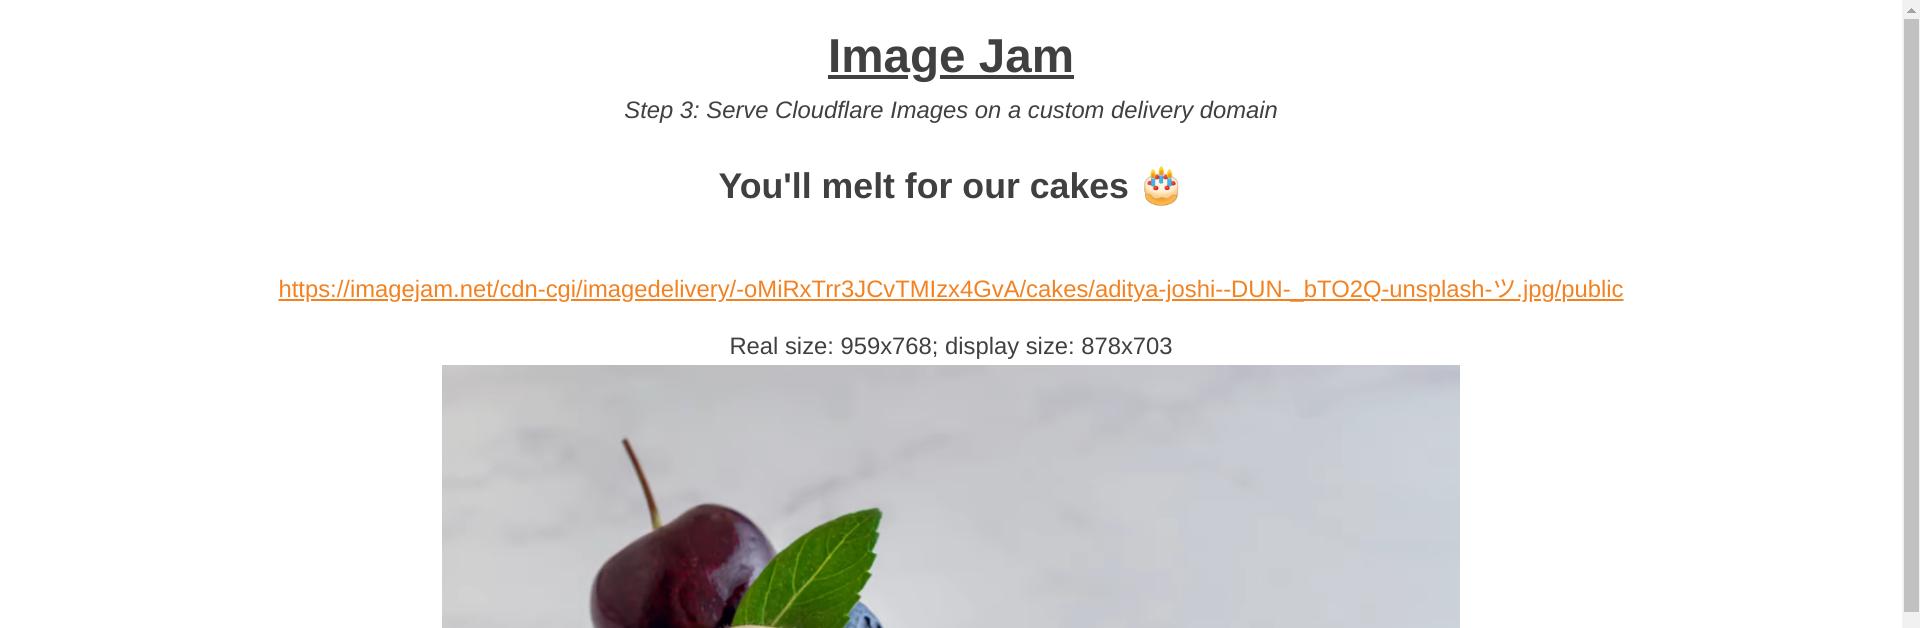 Image Jam
Step 3: Serve Cloudflare Images on a custom delivery domain
You'll melt for our cakes 🎂
https://imagejam.net/cdn-cgi/imagedelivery/-oMiRxTrr3JCvTMIzx4GvA/cakes/aditya-joshi--DUN-_bTO2Q-unsplash-ツ.jpg/public
Real size: 959x768; display size: 878x703